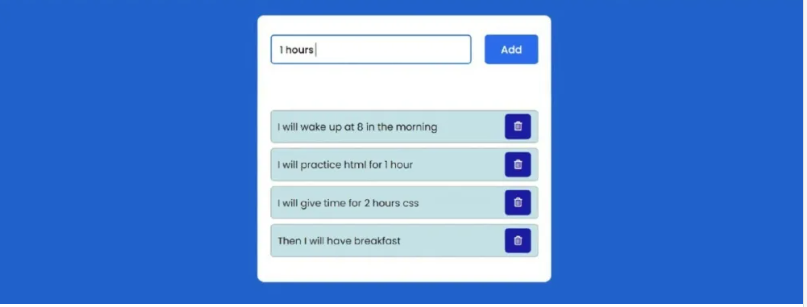 1 hours
Add
I will wake up at 8 in the morning
I will practice html for 1 hour
I will give time for 2 hours css
Then I will have breakfast